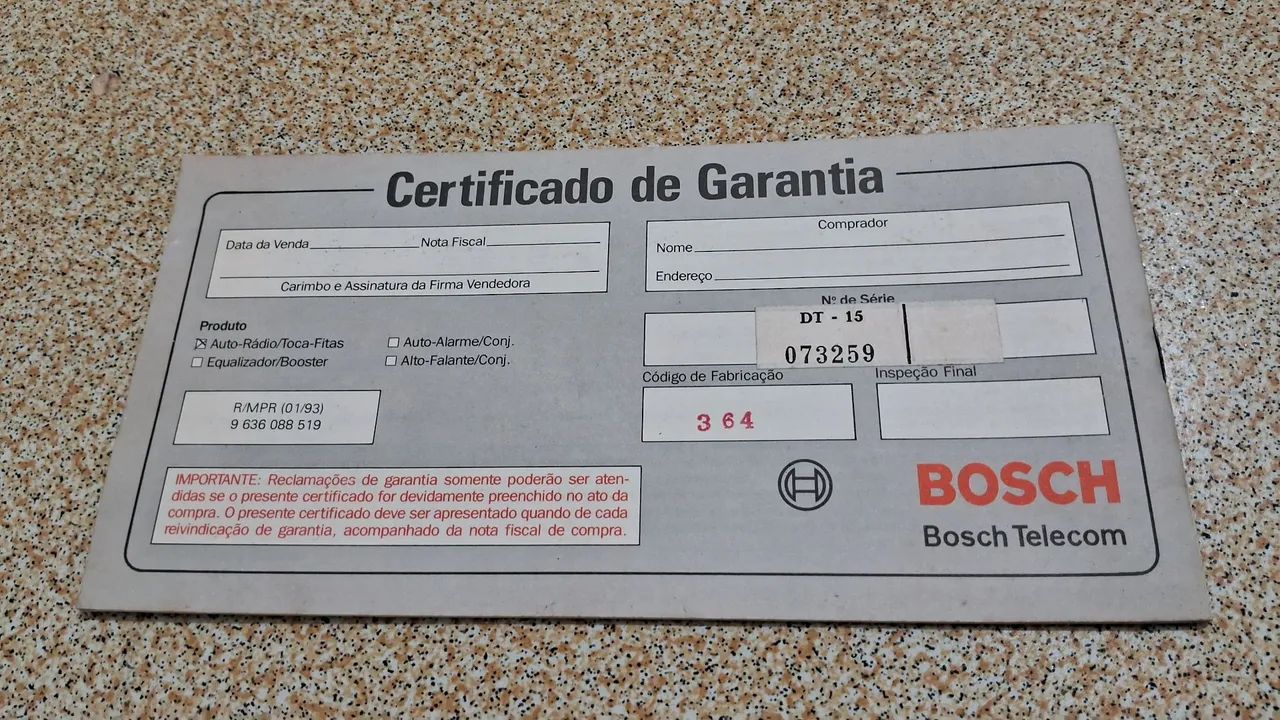 Certificado de Garantia
Data da Venda Nota Fiscal
Carimbo e Assinatura da Firma Vendedora
Comprador
Nome
Endereço
Nº de Série
DT - 15
073259
Produto
Auto-Rádio/Toca-Fitas
Auto-Alarme/Conj.
Equalizador/Booster
Alto-Falante/Conj.
Código de Fabricação
Inspeção Final
364
R/MPR (01/93)
9 636 088 519
IMPORTANTE: Reclamações de garantia somente poderão ser aten-
didas se o presente certificado for devidamente preenchido no ato da
compra. O presente certificado deve ser apresentado quando de cada
reivindicação de garantia, acompanhado da nota fiscal de compra.
BOSCH
Bosch Telecom